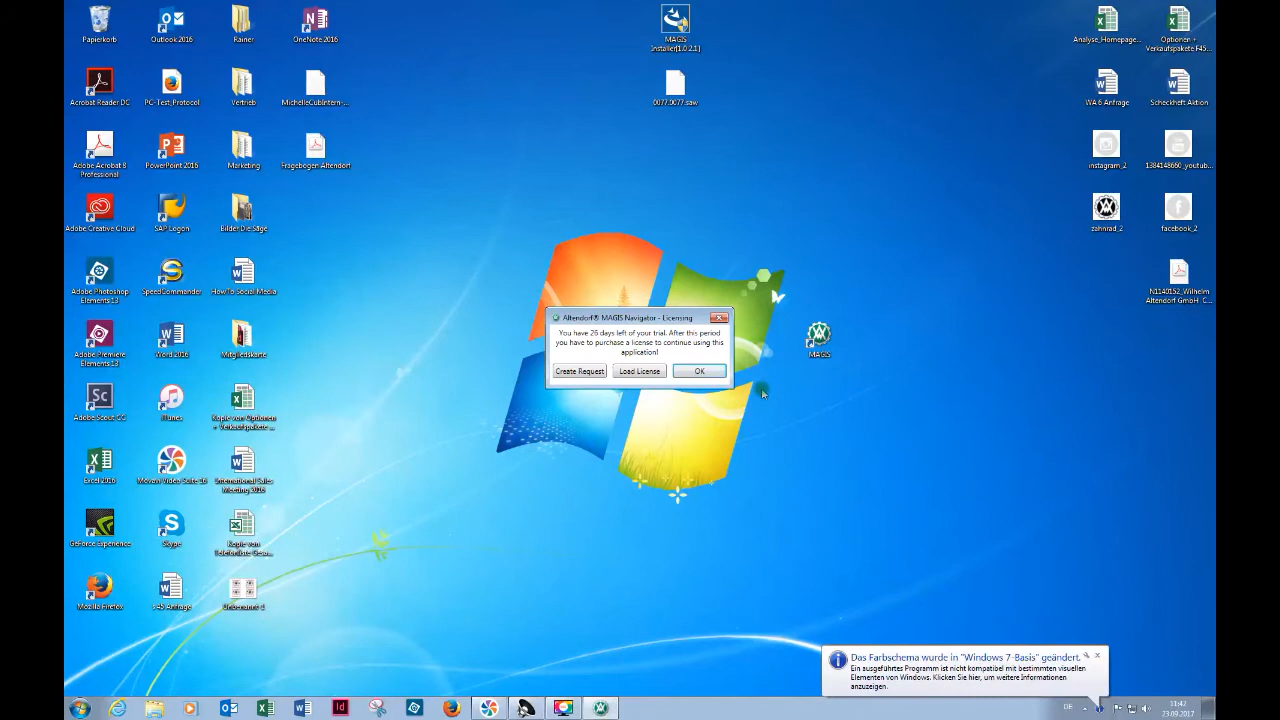 Papierkorb
Outlook 2016
Rainer
OneNote 2016
MAGIS
Installer[1.0.2.1]
Analyse_Homepage...
Optionen +
Verkaufspakete F45...
Acrobat Reader DC
PC-Test_Protocol
Vertrieb
MichelleCubIntern-...
0077.0077.saw
WA 6 Anfrage
Scheckheft Aktion
Adobe Acrobat 8
Professional
PowerPoint 2016
Marketing
Fragebogen Altendorf
instagram_2
1384148660_youtub...
Adobe Creative Cloud
SAP Logon
Bilder Die Säge
zahnrad_2
facebook_2
Adobe Photoshop
Elements 13
SpeedCommander
HowTo Social Media
N1140152_Wilhelm
Altendorf GmbH C...
Altendorf® MAGIS Navigator - Licensing
You have 26 days left of your trial. After this period
you have to purchase a license to continue using this
application!
Create Request
Load License
OK
MAGIS
Adobe Premiere
Elements 13
Word 2016
Mitgliedskarte
Adobe Scout CC
iTunes
Kopie von Optionen
+ Verkaufspakete ...
Excel 2016
Movavi Video Suite 16
International Sales
Meeting 2016
GeForce Experience
Skype
Kopie von
Telefonliste Gesa...
Mozilla Firefox
s 45 Anfrage
Unbenannt-1
Das Farbschema wurde in "Windows 7-Basis" geändert.
Ein ausgeführtes Programm ist nicht kompatibel mit bestimmten visuellen
Elementen von Windows. Klicken Sie hier, um weitere Informationen
anzuzeigen.
DE
11:42
23.09.2017